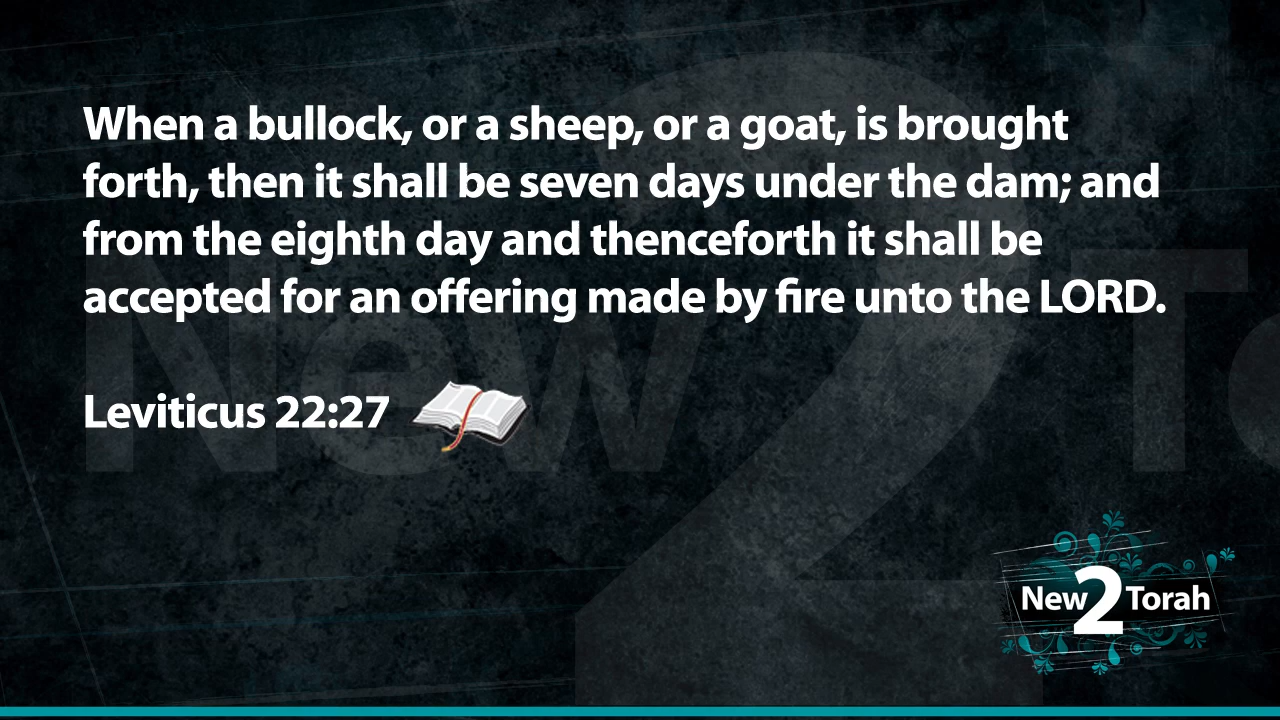 When a bullock, or a sheep, or a goat, is brought
forth, then it shall be seven days under the dam; and
from the eighth day and thenceforth it shall be
accepted for an offering made by fire unto the LORD.
Leviticus 22:27
New2Torah
New 2 To